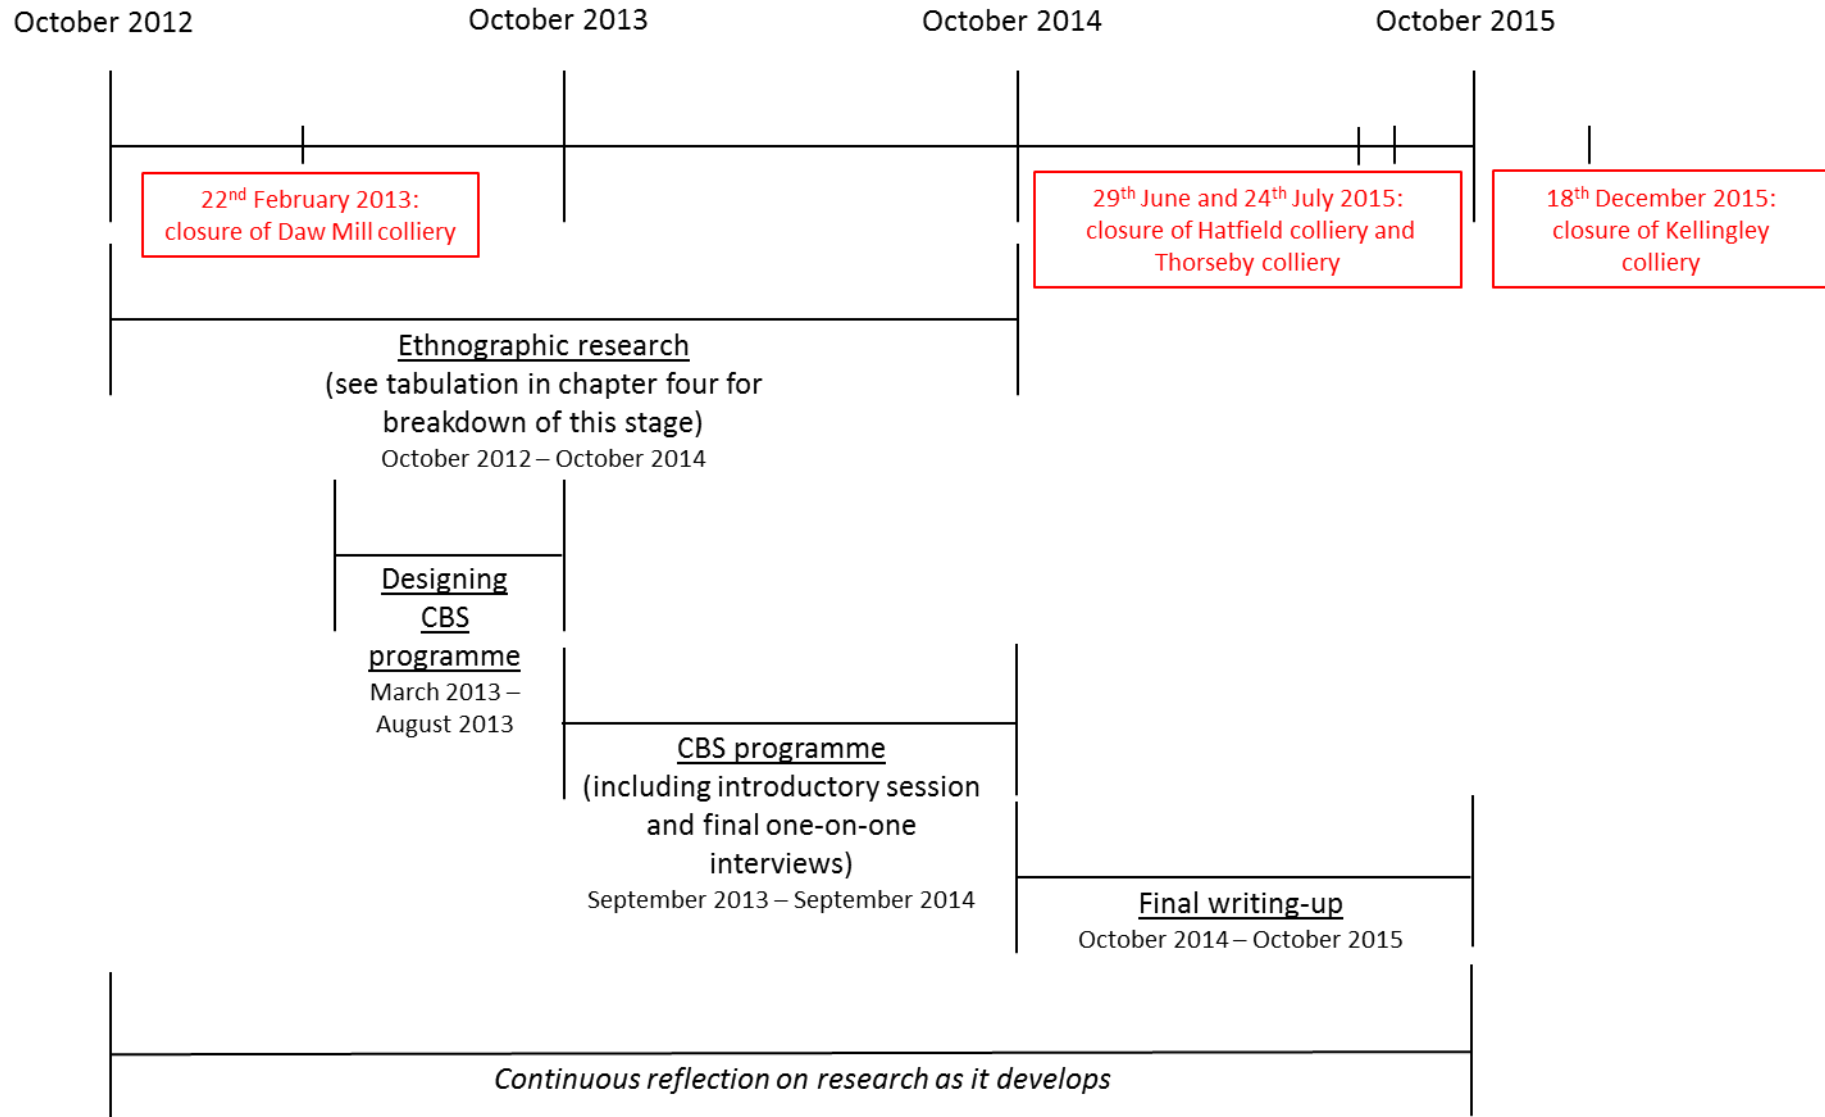 October 2012
October 2013
October 2014
October 2015
22nd February 2013:
closure of Daw Mill colliery
29th June and 24th July 2015:
closure of Hatfield colliery and
Thorseby colliery
18th December 2015:
closure of Kellingley
colliery
Ethnographic research
(see tabulation in chapter four for
breakdown of this stage)
October 2012 – October 2014
Designing
CBS
programme
March 2013 –
August 2013
CBS programme
(including introductory session
and final one-on-one
interviews)
September 2013 – September 2014
Final writing-up
October 2014 – October 2015
Continuous reflection on research as it develops